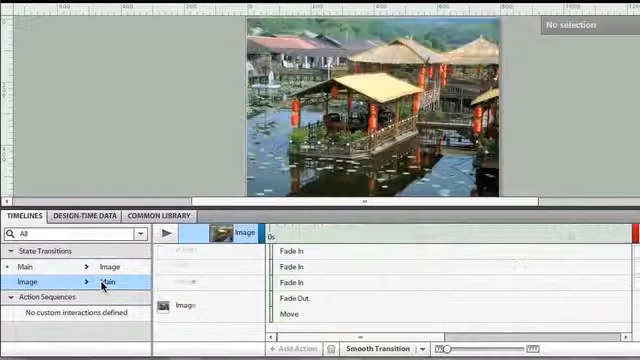 No selection
TIMELINES DESIGN-TIME DATA COMMON LIBRARY
All
State Transitions
Main Image
Image Main
Action Sequences
No custom interactions defined
Image
0s
Fade In
Fade In
Fade In
Image
Fade Out
Move
+ Add Action Smooth Transition